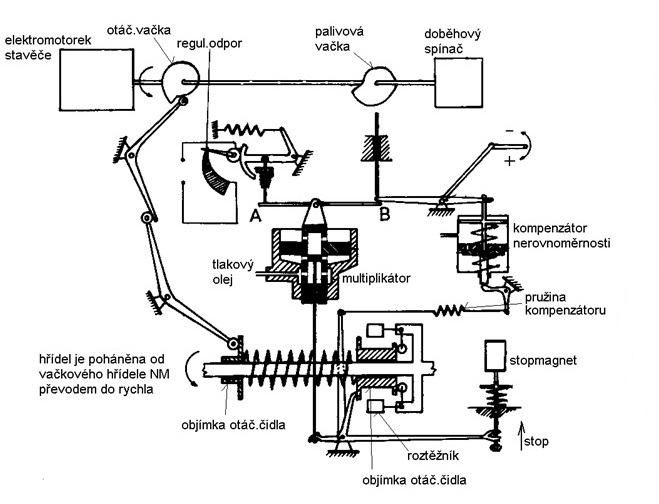 otáč.vačka
elektromotorek
stavěče
regul.odpor
palivová
vačka
doběhový
spínač
-
+
A
B
kompenzátor
nerovnoměrnosti
tlakový
olej
multiplikátor
pružina
kompenzátoru
stopmagnet
hřídel je poháněna od
vačkového hřídele NM
převodem do rychla
objímka otáč.čidla
stop
roztěžník
objímka otáč.čidla